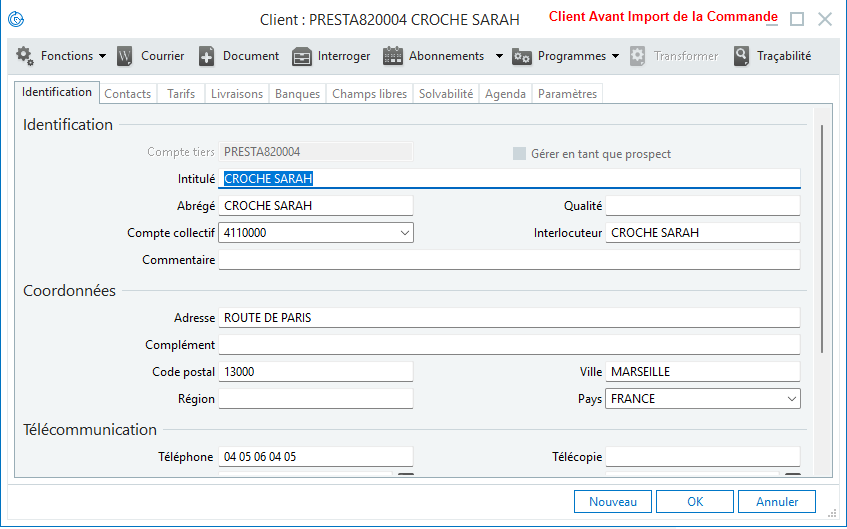 Client : PRESTA820004 CROCHE SARAH Client Avant Import de la Commande
Fonctions Courrier Document Interroger Abonnements Programmes Transformer Traçabilité
Identification Contacts Tarifs Livraisons Banques Champs libres Solvabilité Agenda Paramètres
Identification
Compte tiers PRESTA820004 Gérer en tant que prospect
Intitulé CROCHE SARAH
Abrégé CROCHE SARAH Qualité
Compte collectif 4110000 Interlocuteur CROCHE SARAH
Commentaire
Coordonnées
Adresse ROUTE DE PARIS
Complément
Code postal 13000 Ville MARSEILLE
Région Pays FRANCE
Télécommunication
Téléphone 04 05 06 04 05 Télécopie
Nouveau OK Annuler